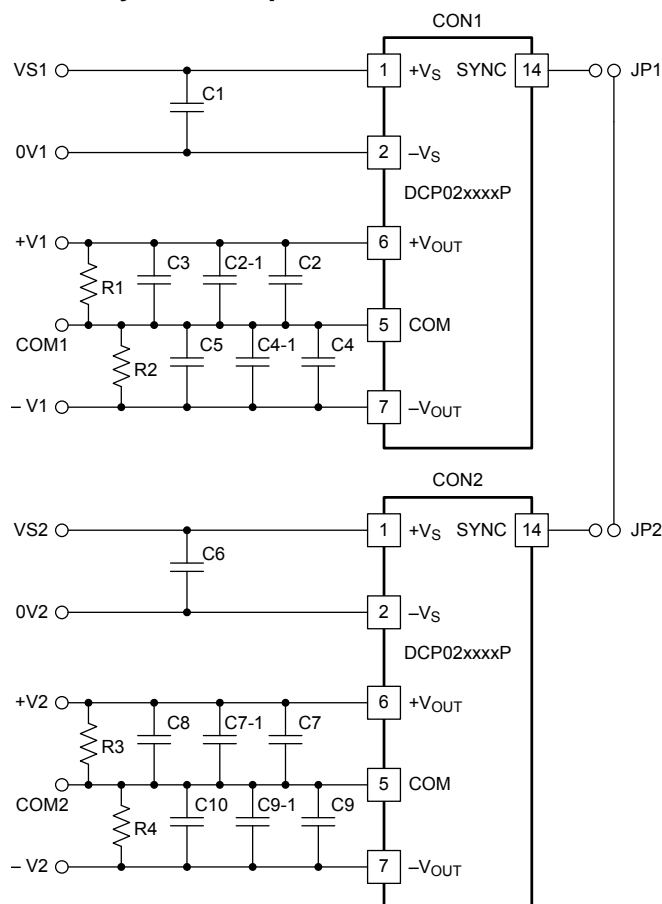 CON1
VS1
1
+VS
SYNC
14
JP1
C1
0V1
2
–VS
DCP02xxxxP
+V1
6
+VOUT
R1
C3
C2-1
C2
COM1
5
COM
R2
C5
C4-1
C4
– V1
7
–VOUT
CON2
VS2
1
+VS
SYNC
14
JP2
C6
0V2
2
–VS
DCP02xxxxP
+V2
6
+VOUT
R3
C8
C7-1
C7
COM2
5
COM
R4
C10
C9-1
C9
– V2
7
–VOUT